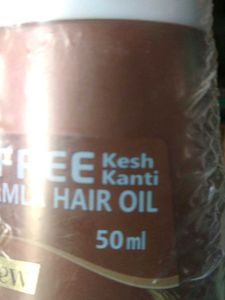 FREE Kesh
Kanti
HAIR OIL
50ml